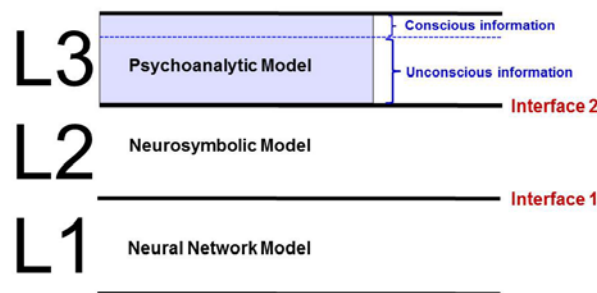 Conscious information
L3
Psychoanalytic Model
Unconscious information
Interface 2
L2
Neurosymbolic Model
Interface 1
L1
Neural Network Model